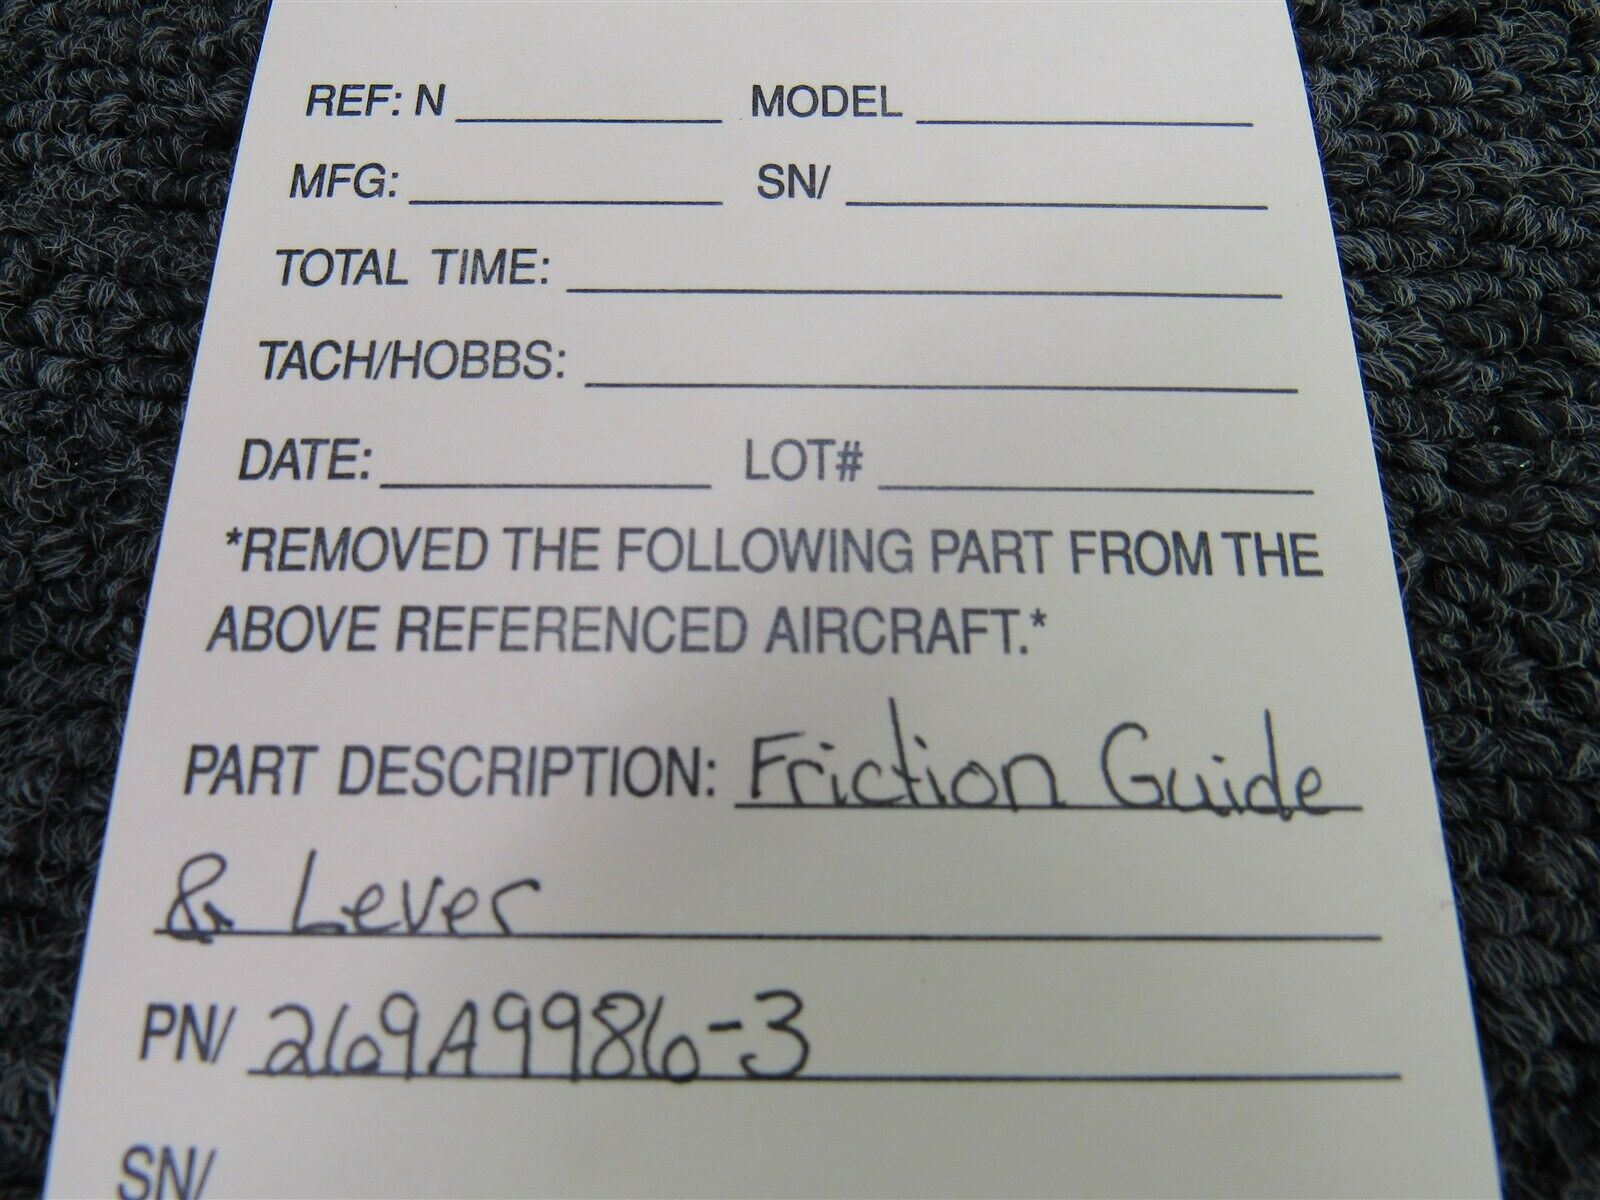 REF: N MODEL
MFG: SN/
TOTAL TIME:
TACH/HOBBS:
DATE: LOT#
*REMOVED THE FOLLOWING PART FROM THE
ABOVE REFERENCED AIRCRAFT.*
PART DESCRIPTION: Friction Guide
& Lever
PN/ 269A9986-3
SN/